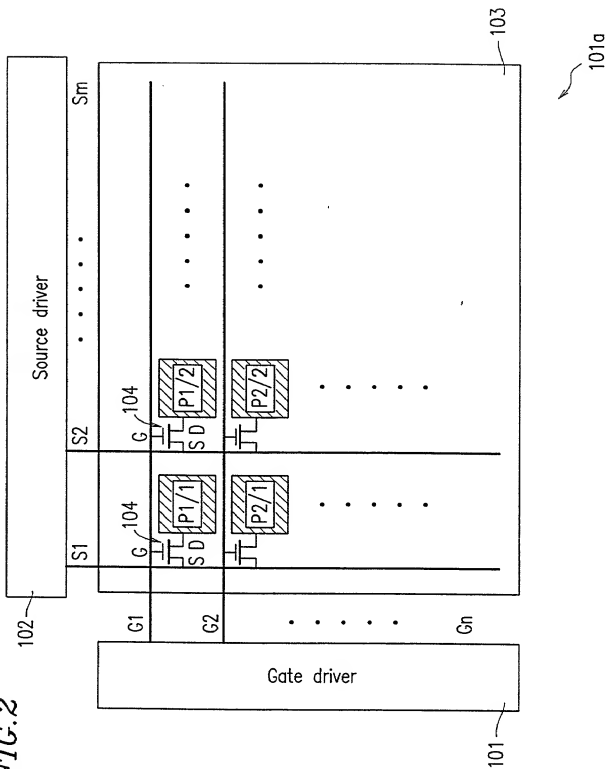 FIG.2
102
Source driver
S1
S2
• • • • •
Sm
G1
G
104
S D
P1/1
G
104
S D
P1/2
• • • • •
G2
P2/1
P2/2
• • • • •
• • • • •
• • • • •
• • • • •
Gn
Gate driver
101
103
101a